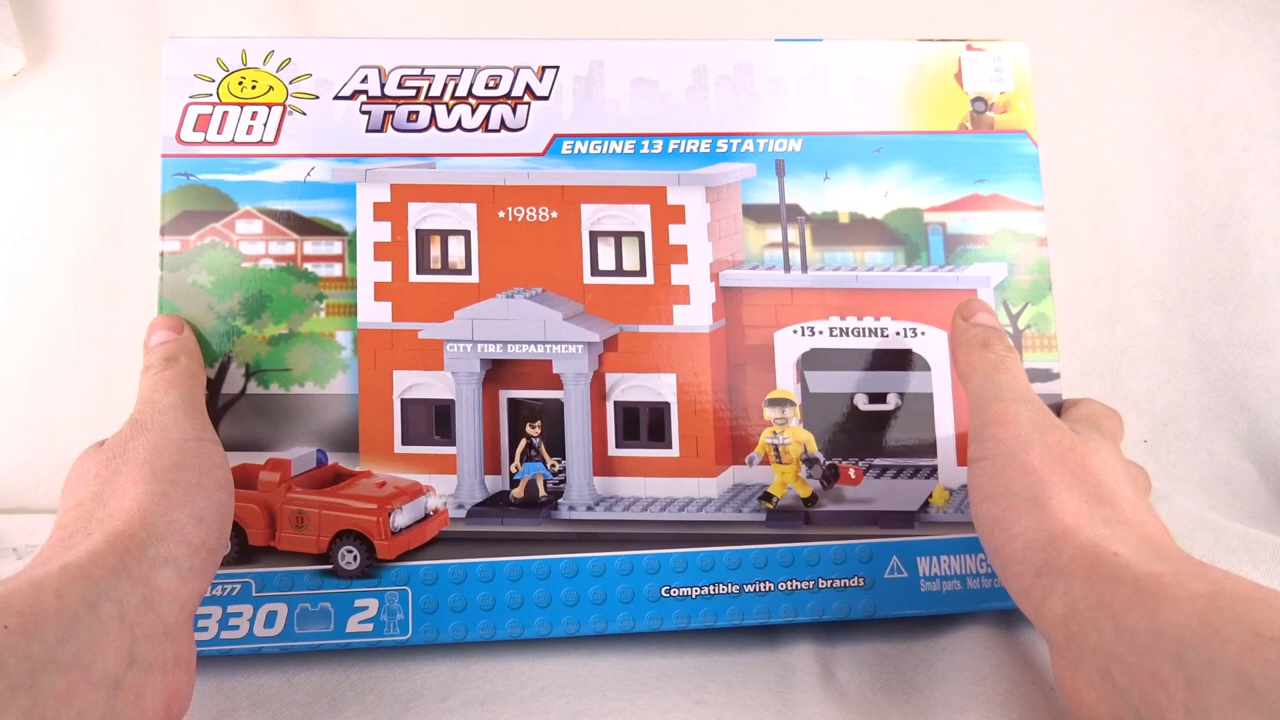 COBI
ACTION
TOWN
ENGINE 13 FIRE STATION
★1988★
CITY FIRE DEPARTMENT
★13★ ENGINE ★13★
13
1477
330 2
Compatible with other brands
WARNING:
Small parts. Not for